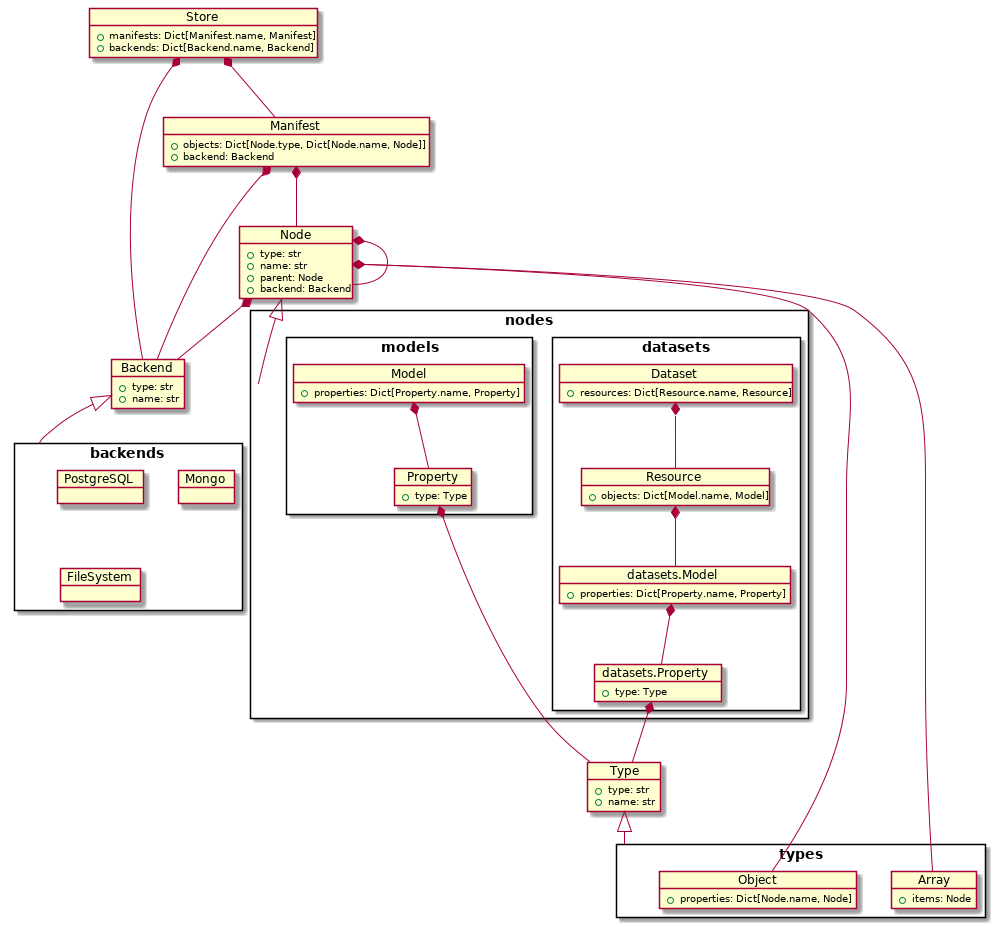 Store
manifests: Dict[Manifest.name, Manifest]
backends: Dict[Backend.name, Backend]
Manifest
objects: Dict[Node.type, Dict[Node.name, Node]]
backend: Backend
Node
type: str
name: str
parent: Node
backend: Backend
nodes
models
datasets
Backend
type: str
name: str
Model
properties: Dict[Property.name, Property]
Dataset
resources: Dict[Resource.name, Resource]
backends
PostgreSQL
Mongo
Property
type: Type
Resource
objects: Dict[Model.name, Model]
FileSystem
datasets.Model
properties: Dict[Property.name, Property]
datasets.Property
type: Type
Type
type: str
name: str
types
Object
properties: Dict[Node.name, Node]
Array
items: Node